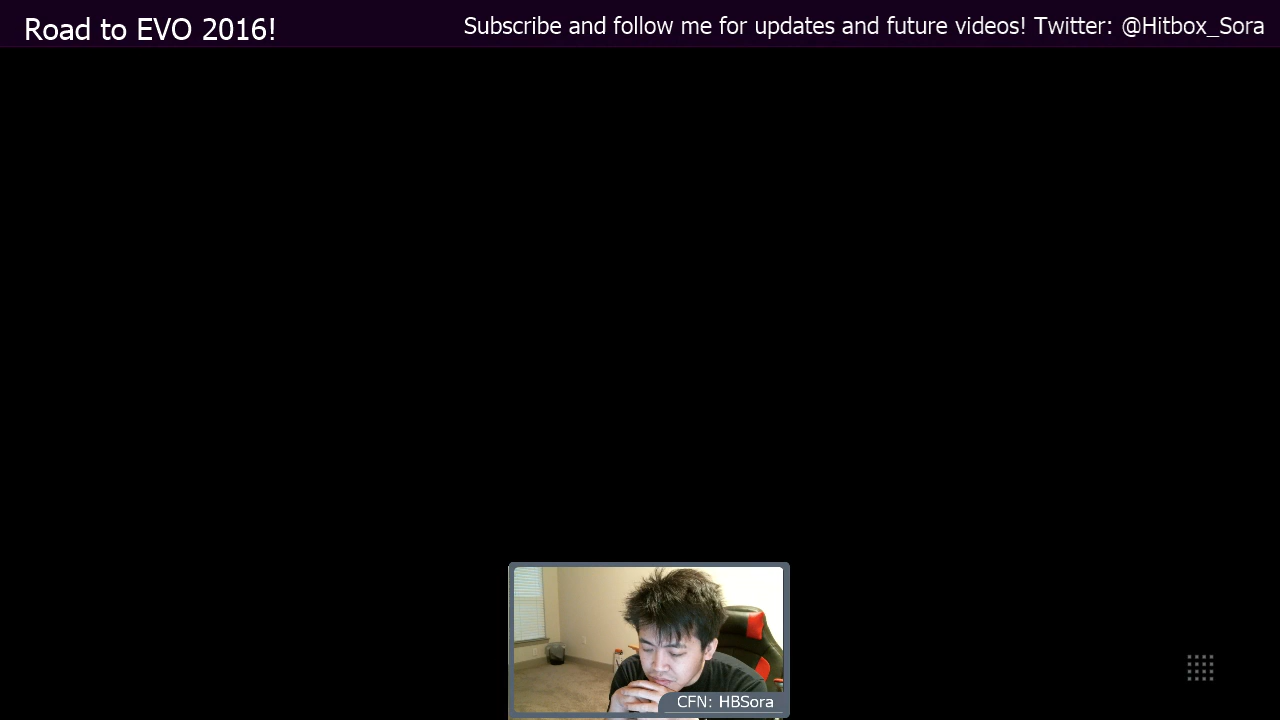 Road to EVO 2016!
Subscribe and follow me for updates and future videos! Twitter: @Hitbox_Sora
CFN: HBSora